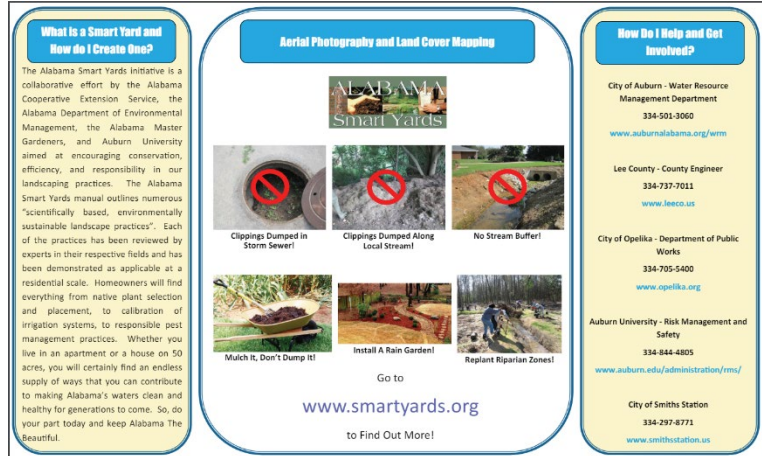 What is a Smart Yard and
How do I Create One?
The Alabama Smart Yards initiative is a
collaborative effort by the Alabama
Cooperative Extension Service, the
Alabama Department of Environmental
Management, the Alabama Master
Gardeners, and Auburn University
aimed at encouraging conservation,
efficiency, and responsibility in our
landscaping practices. The Alabama
Smart Yards manual outlines numerous
"scientifically based, environmentally
sustainable landscape practices". Each
of the practices has been reviewed by
experts in their respective fields and has
been demonstrated as applicable at a
residential scale. Homeowners will find
everything from native plant selection
and placement, to calibration of
irrigation systems, to responsible pest
management practices. Whether you
live in an apartment or a house on 50
acres, you will certainly find an endless
supply of ways that you can contribute
to making Alabama's waters clean and
healthy for generations to come. So, do
your part today and keep Alabama The
Beautiful.
Aerial Photography and Land Cover Mapping
ALABAMA
Smart Yards
Clippings Dumped in
Storm Sewer!
Clippings Dumped Along
Local Stream!
No Stream Buffer!
Mulch It, Don't Dump It!
Install A Rain Garden!
Replant Riparian Zones!
Go to
www.smartyards.org
to Find Out More!
How Do I Help and Get
Involved?
City of Auburn - Water Resource
Management Department
334-501-3060
www.auburnalabama.org/wrm
Lee County - County Engineer
334-737-7011
www.leeco.us
City of Opelika - Department of Public
Works
334-705-5400
www.opelika.org
Auburn University - Risk Management and
Safety
334-844-4805
www.auburn.edu/administration/rms/
City of Smiths Station
334-297-8771
www.smithsstation.us